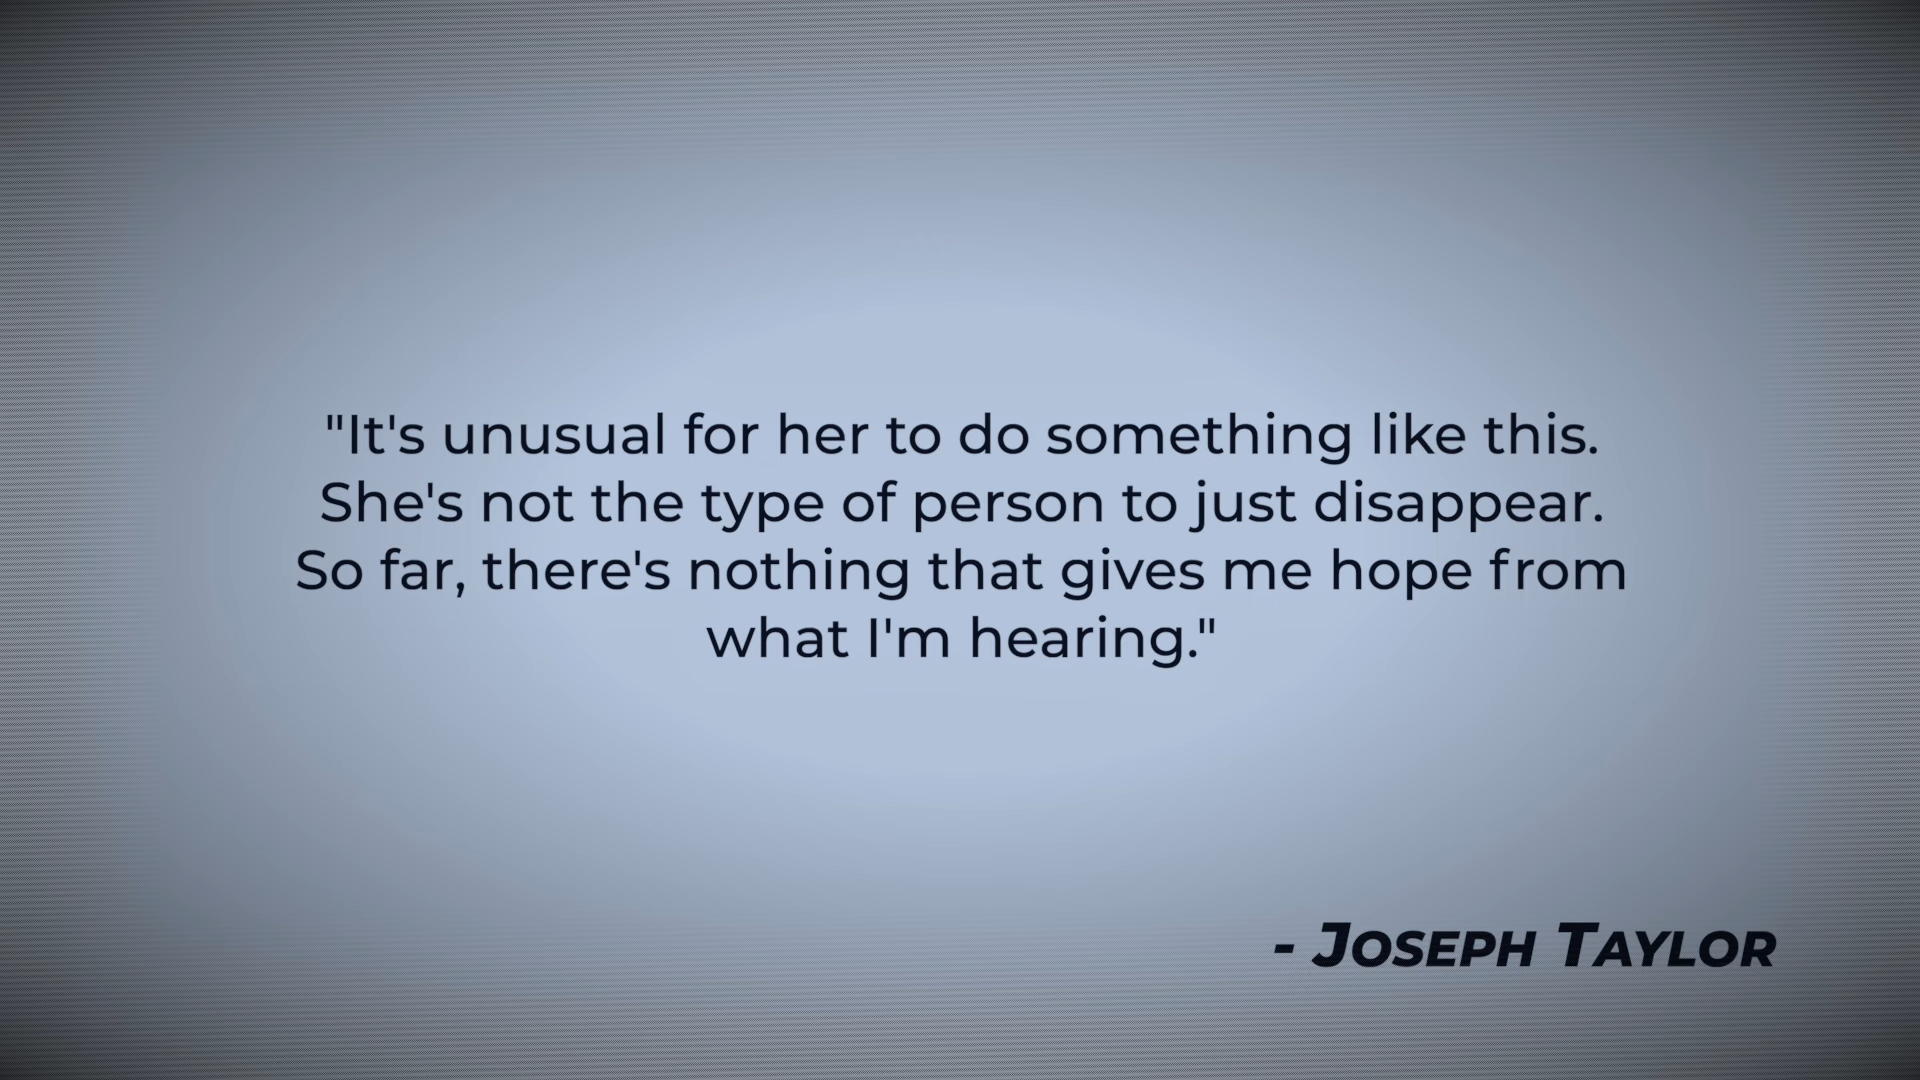 "It's unusual for her to do something like this.
She's not the type of person to just disappear.
So far, there's nothing that gives me hope from
what I'm hearing."
- JOSEPH TAYLOR